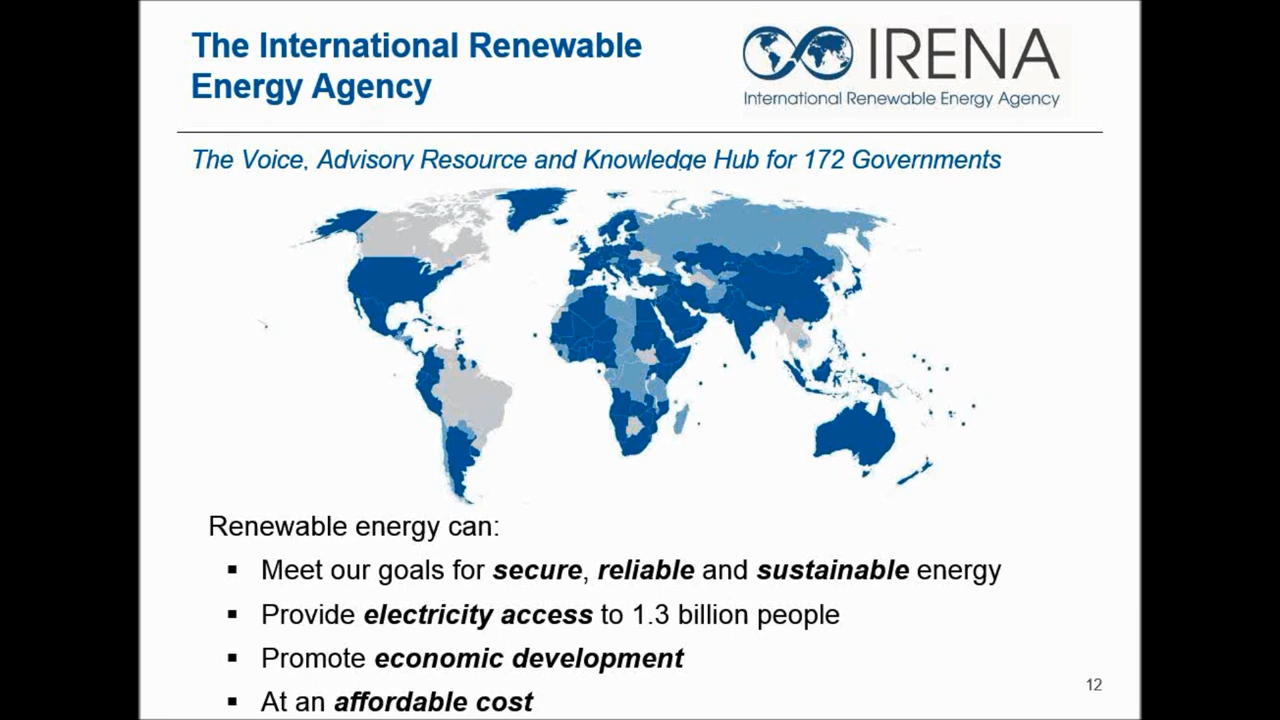 The International Renewable
Energy Agency
IRENA
International Renewable Energy Agency
The Voice, Advisory Resource and Knowledge Hub for 172 Governments
Renewable energy can:
▪ Meet our goals for secure, reliable and sustainable energy
▪ Provide electricity access to 1.3 billion people
▪ Promote economic development
▪ At an affordable cost
12